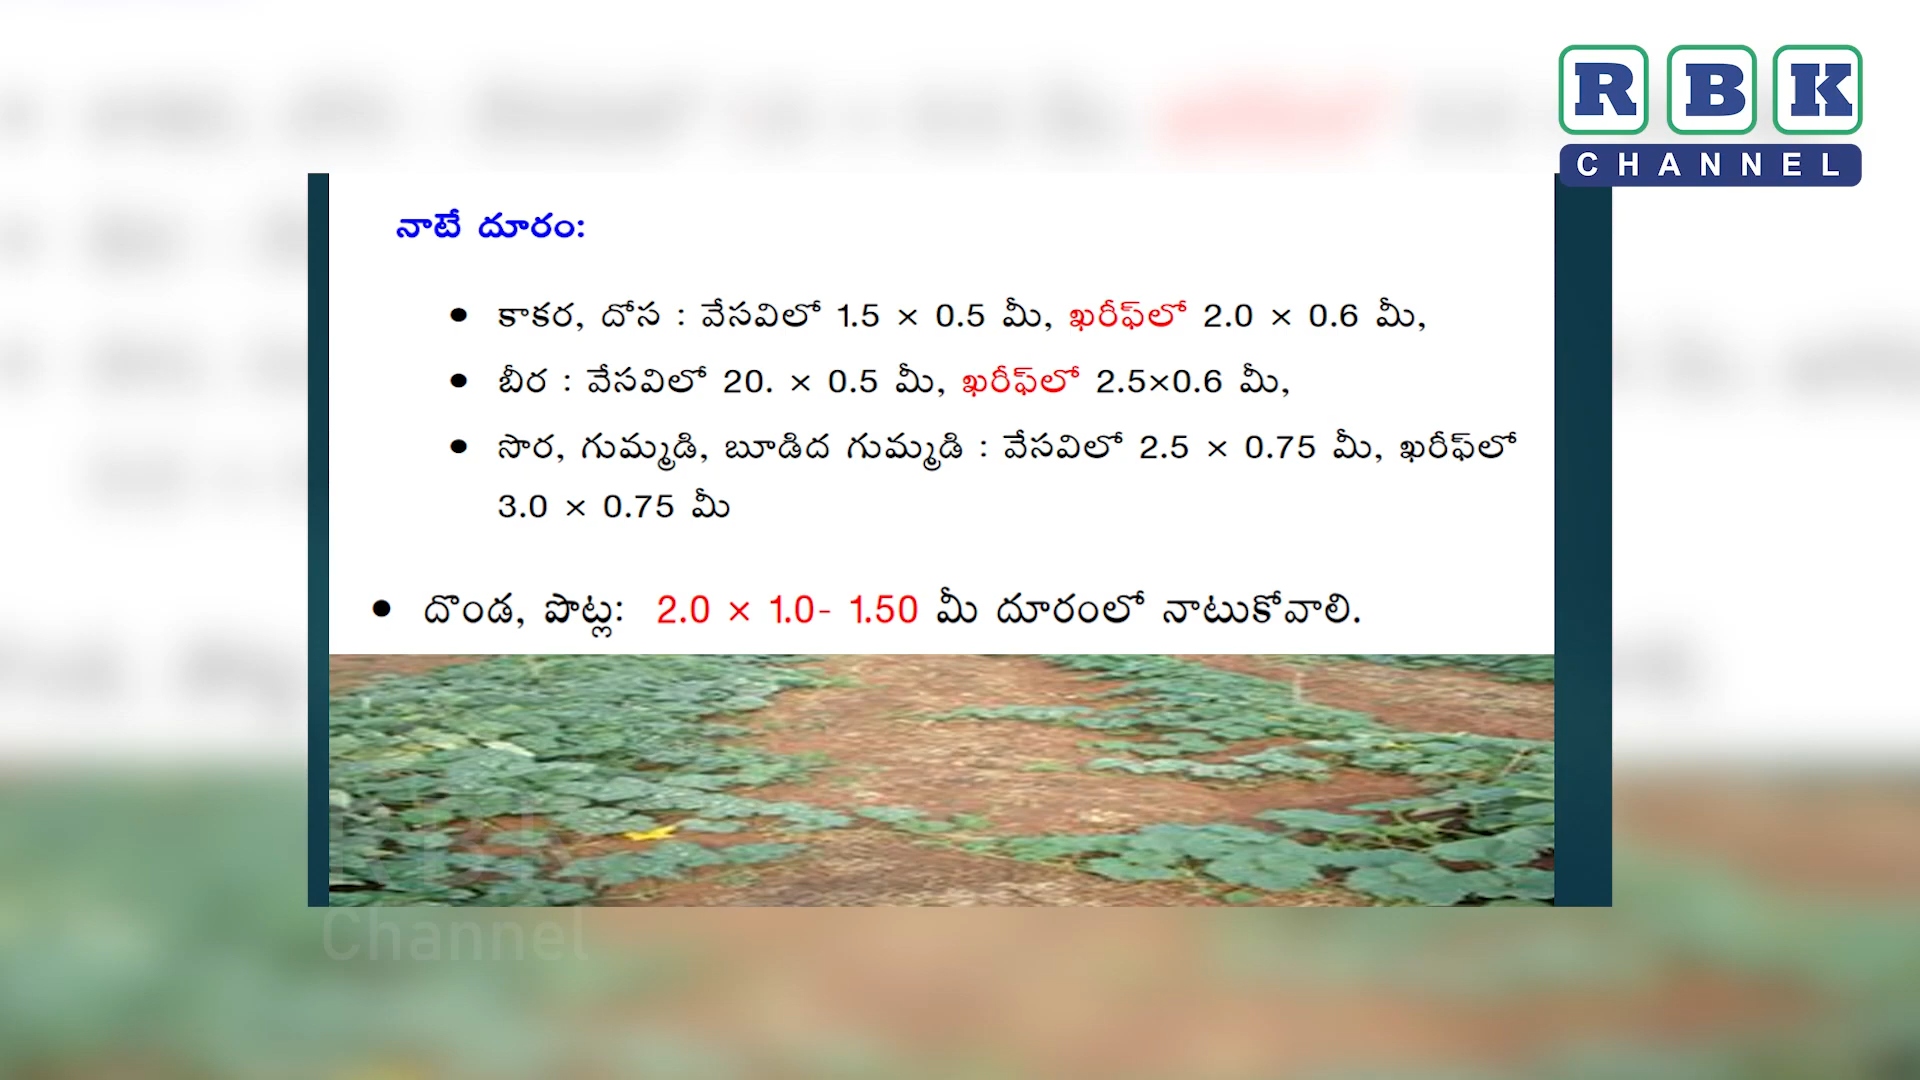 RBK
CHANNEL
నాటే దూరం:
• కాకర, దోస : వేసవిలో 1.5 × 0.5 మీ, ఖరీఫ్‌లో 2.0 × 0.6 మీ,
• బీర : వేసవిలో 20. × 0.5 మీ, ఖరీఫ్‌లో 2.5×0.6 మీ,
• సొర, గుమ్మడి, బూడిద గుమ్మడి : వేసవిలో 2.5 × 0.75 మీ, ఖరీఫ్‌లో
3.0 × 0.75 మీ
• దొండ, పొట్ల: 2.0 × 1.0- 1.50 మీ దూరంలో నాటుకోవాలి.
RBK
Channel